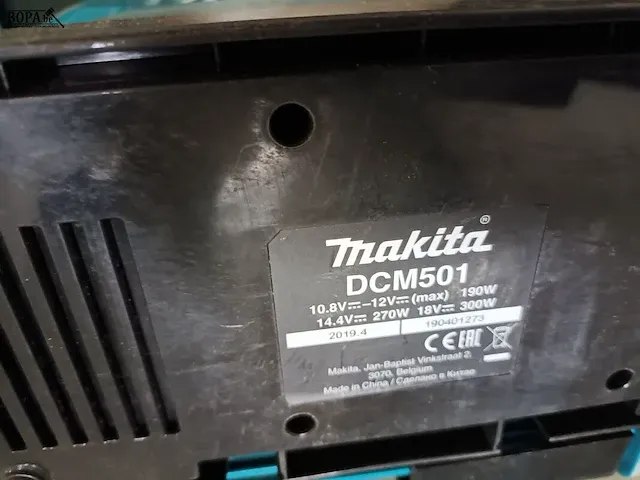 BOPA.be
makita®
DCM501
10.8V⎓-12V⎓(max) 190W
14.4V⎓ 270W 18V⎓ 300W
2019.4 190401273
CE EAC
Makita, Jan-Baptist Vinkstraat 2,
3070, Belgium
Made in China / Сделано в Китае